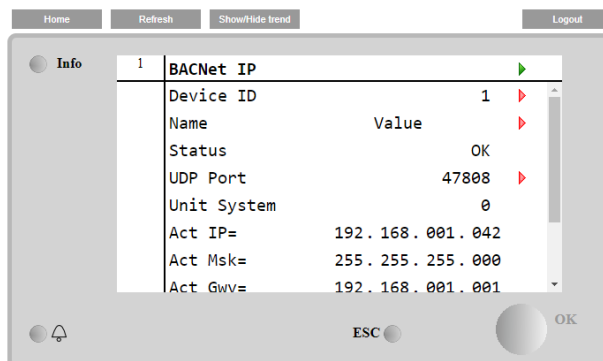 Home Refresh Show/Hide trend Logout
Info 1 BACNet IP
Device ID 1
Name Value
Status OK
UDP Port 47808
Unit System 0
Act IP= 192.168.001.042
Act Msk= 255.255.255.000
Act Gwy= 192.168.001.001
ESC OK